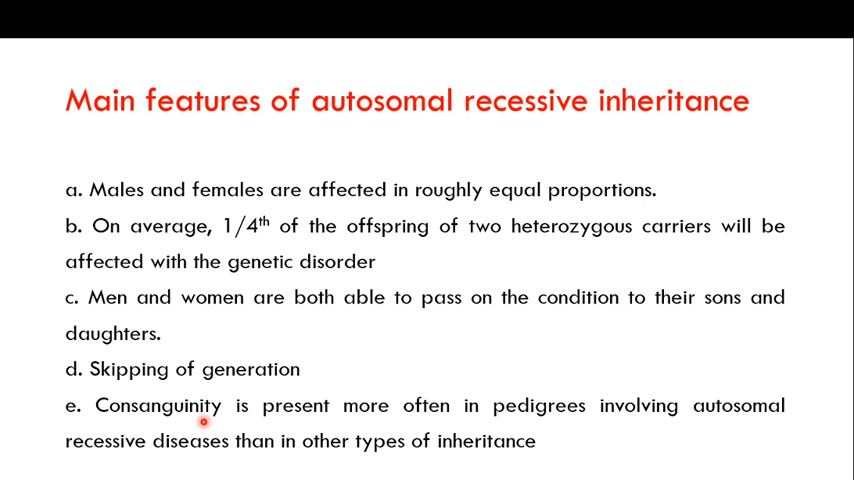 Main features of autosomal recessive inheritance
a. Males and females are affected in roughly equal proportions.
b. On average, 1/4th of the offspring of two heterozygous carriers will be
affected with the genetic disorder
c. Men and women are both able to pass on the condition to their sons and
daughters.
d. Skipping of generation
e. Consanguinity is present more often in pedigrees involving autosomal
recessive diseases than in other types of inheritance